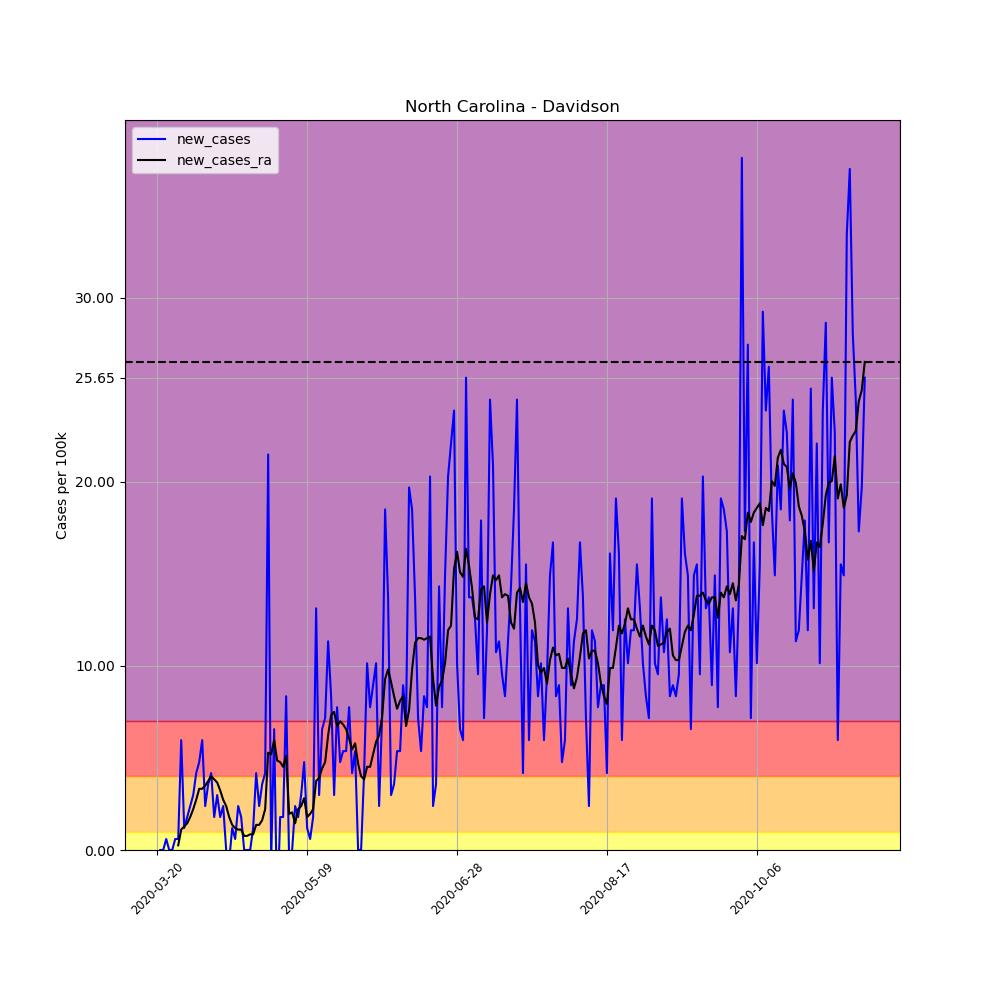 North Carolina - Davidson
new_cases
new_cases_ra
Cases per 100k
30.00
25.65
20.00
10.00
0.00
2020-03-20
2020-05-09
2020-06-28
2020-08-17
2020-10-06